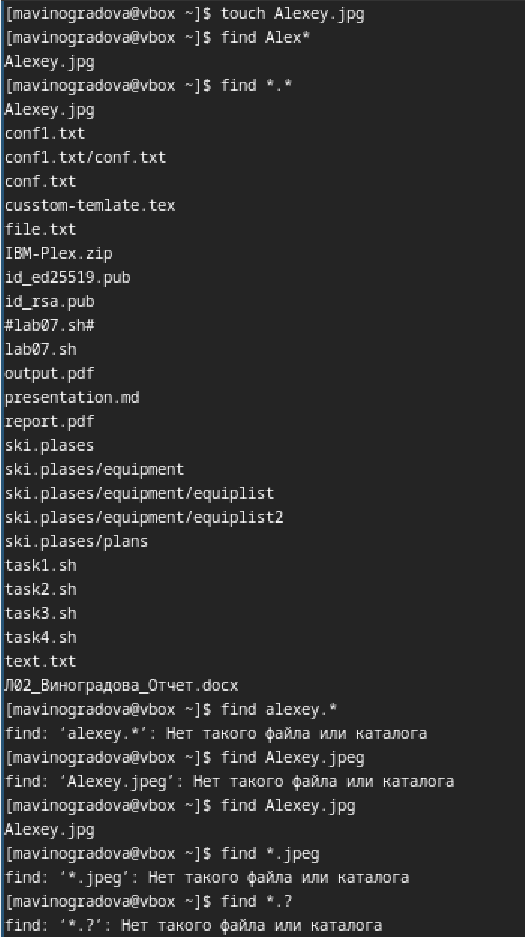 [mavinogradova@vbox ~]$ touch Alexey.jpg
[mavinogradova@vbox ~]$ find Alex*
Alexey.jpg
[mavinogradova@vbox ~]$ find *.*
Alexey.jpg
conf1.txt
conf1.txt/conf.txt
conf.txt
cusstom-temlate.tex
file.txt
IBM-Plex.zip
id_ed25519.pub
id_rsa.pub
#lab07.sh#
lab07.sh
output.pdf
presentation.md
report.pdf
ski.plases
ski.plases/equipment
ski.plases/equipment/equiplist
ski.plases/equipment/equiplist2
ski.plases/plans
task1.sh
task2.sh
task3.sh
task4.sh
text.txt
Л02_Виноградова_Отчет.docx
[mavinogradova@vbox ~]$ find alexey.*
find: ‘alexey.*’: Нет такого файла или каталога
[mavinogradova@vbox ~]$ find Alexey.jpeg
find: ‘Alexey.jpeg’: Нет такого файла или каталога
[mavinogradova@vbox ~]$ find Alexey.jpg
Alexey.jpg
[mavinogradova@vbox ~]$ find *.jpeg
find: ‘*.jpeg’: Нет такого файла или каталога
[mavinogradova@vbox ~]$ find *.?
find: ‘*.?’: Нет такого файла или каталога